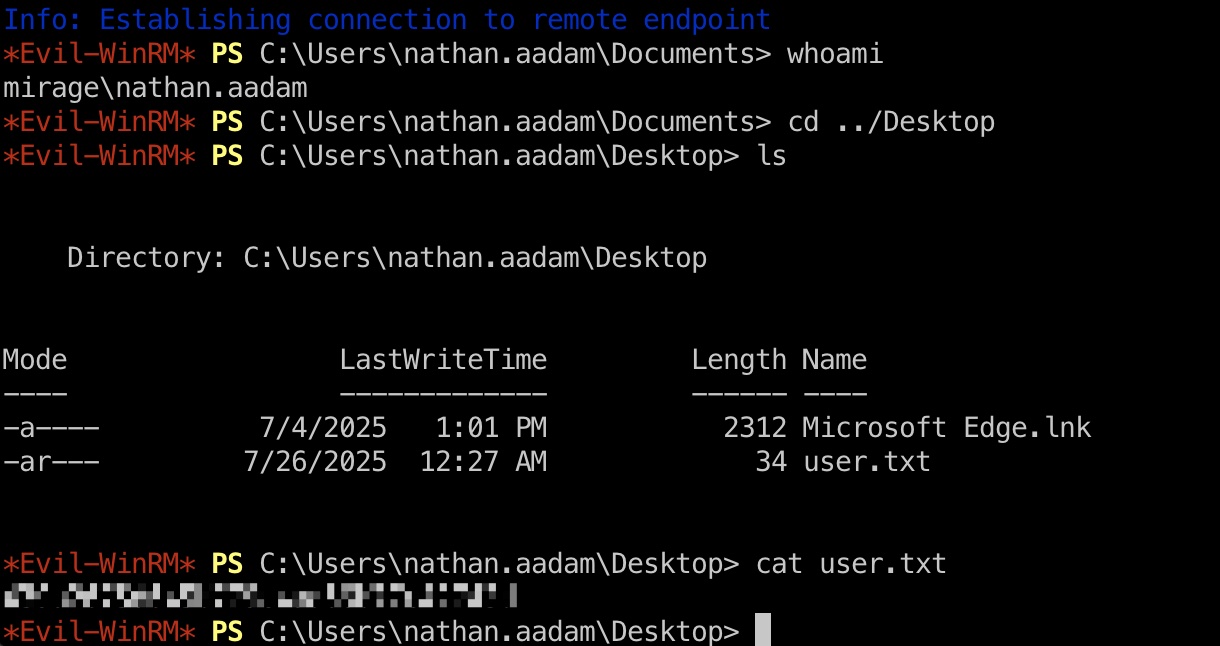 Info: Establishing connection to remote endpoint
*Evil-WinRM* PS C:\Users\nathan.aadam\Documents> whoami
mirage\nathan.aadam
*Evil-WinRM* PS C:\Users\nathan.aadam\Documents> cd ../Desktop
*Evil-WinRM* PS C:\Users\nathan.aadam\Desktop> ls
Directory: C:\Users\nathan.aadam\Desktop
Mode LastWriteTime Length Name
---- ------------- ------ ----
-a---- 7/4/2025 1:01 PM 2312 Microsoft Edge.lnk
-ar--- 7/26/2025 12:27 AM 34 user.txt
*Evil-WinRM* PS C:\Users\nathan.aadam\Desktop> cat user.txt
*Evil-WinRM* PS C:\Users\nathan.aadam\Desktop>